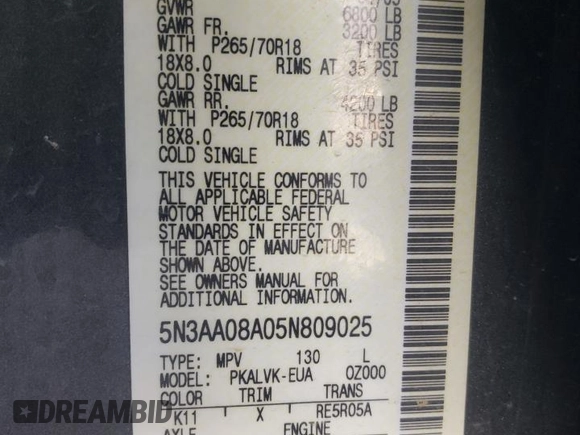 GVWR 6800 LB
GAWR FR. 3200 LB
WITH P265/70R18 TIRES
18X8.0 RIMS AT 35 PSI
COLD SINGLE
GAWR RR. 4200 LB
WITH P265/70R18 TIRES
18X8.0 RIMS AT 35 PSI
COLD SINGLE
THIS VEHICLE CONFORMS TO
ALL APPLICABLE FEDERAL
MOTOR VEHICLE SAFETY
STANDARDS IN EFFECT ON
THE DATE OF MANUFACTURE
SHOWN ABOVE.
SEE OWNERS MANUAL FOR
ADDITIONAL INFORMATION
5N3AA08A05N809025
TYPE: MPV 130 L
MODEL: PKALVK-EUA 0Z000
COLOR TRIM TRANS
K11 X RE5R05A
AXLE ENGINE
DREAMBID